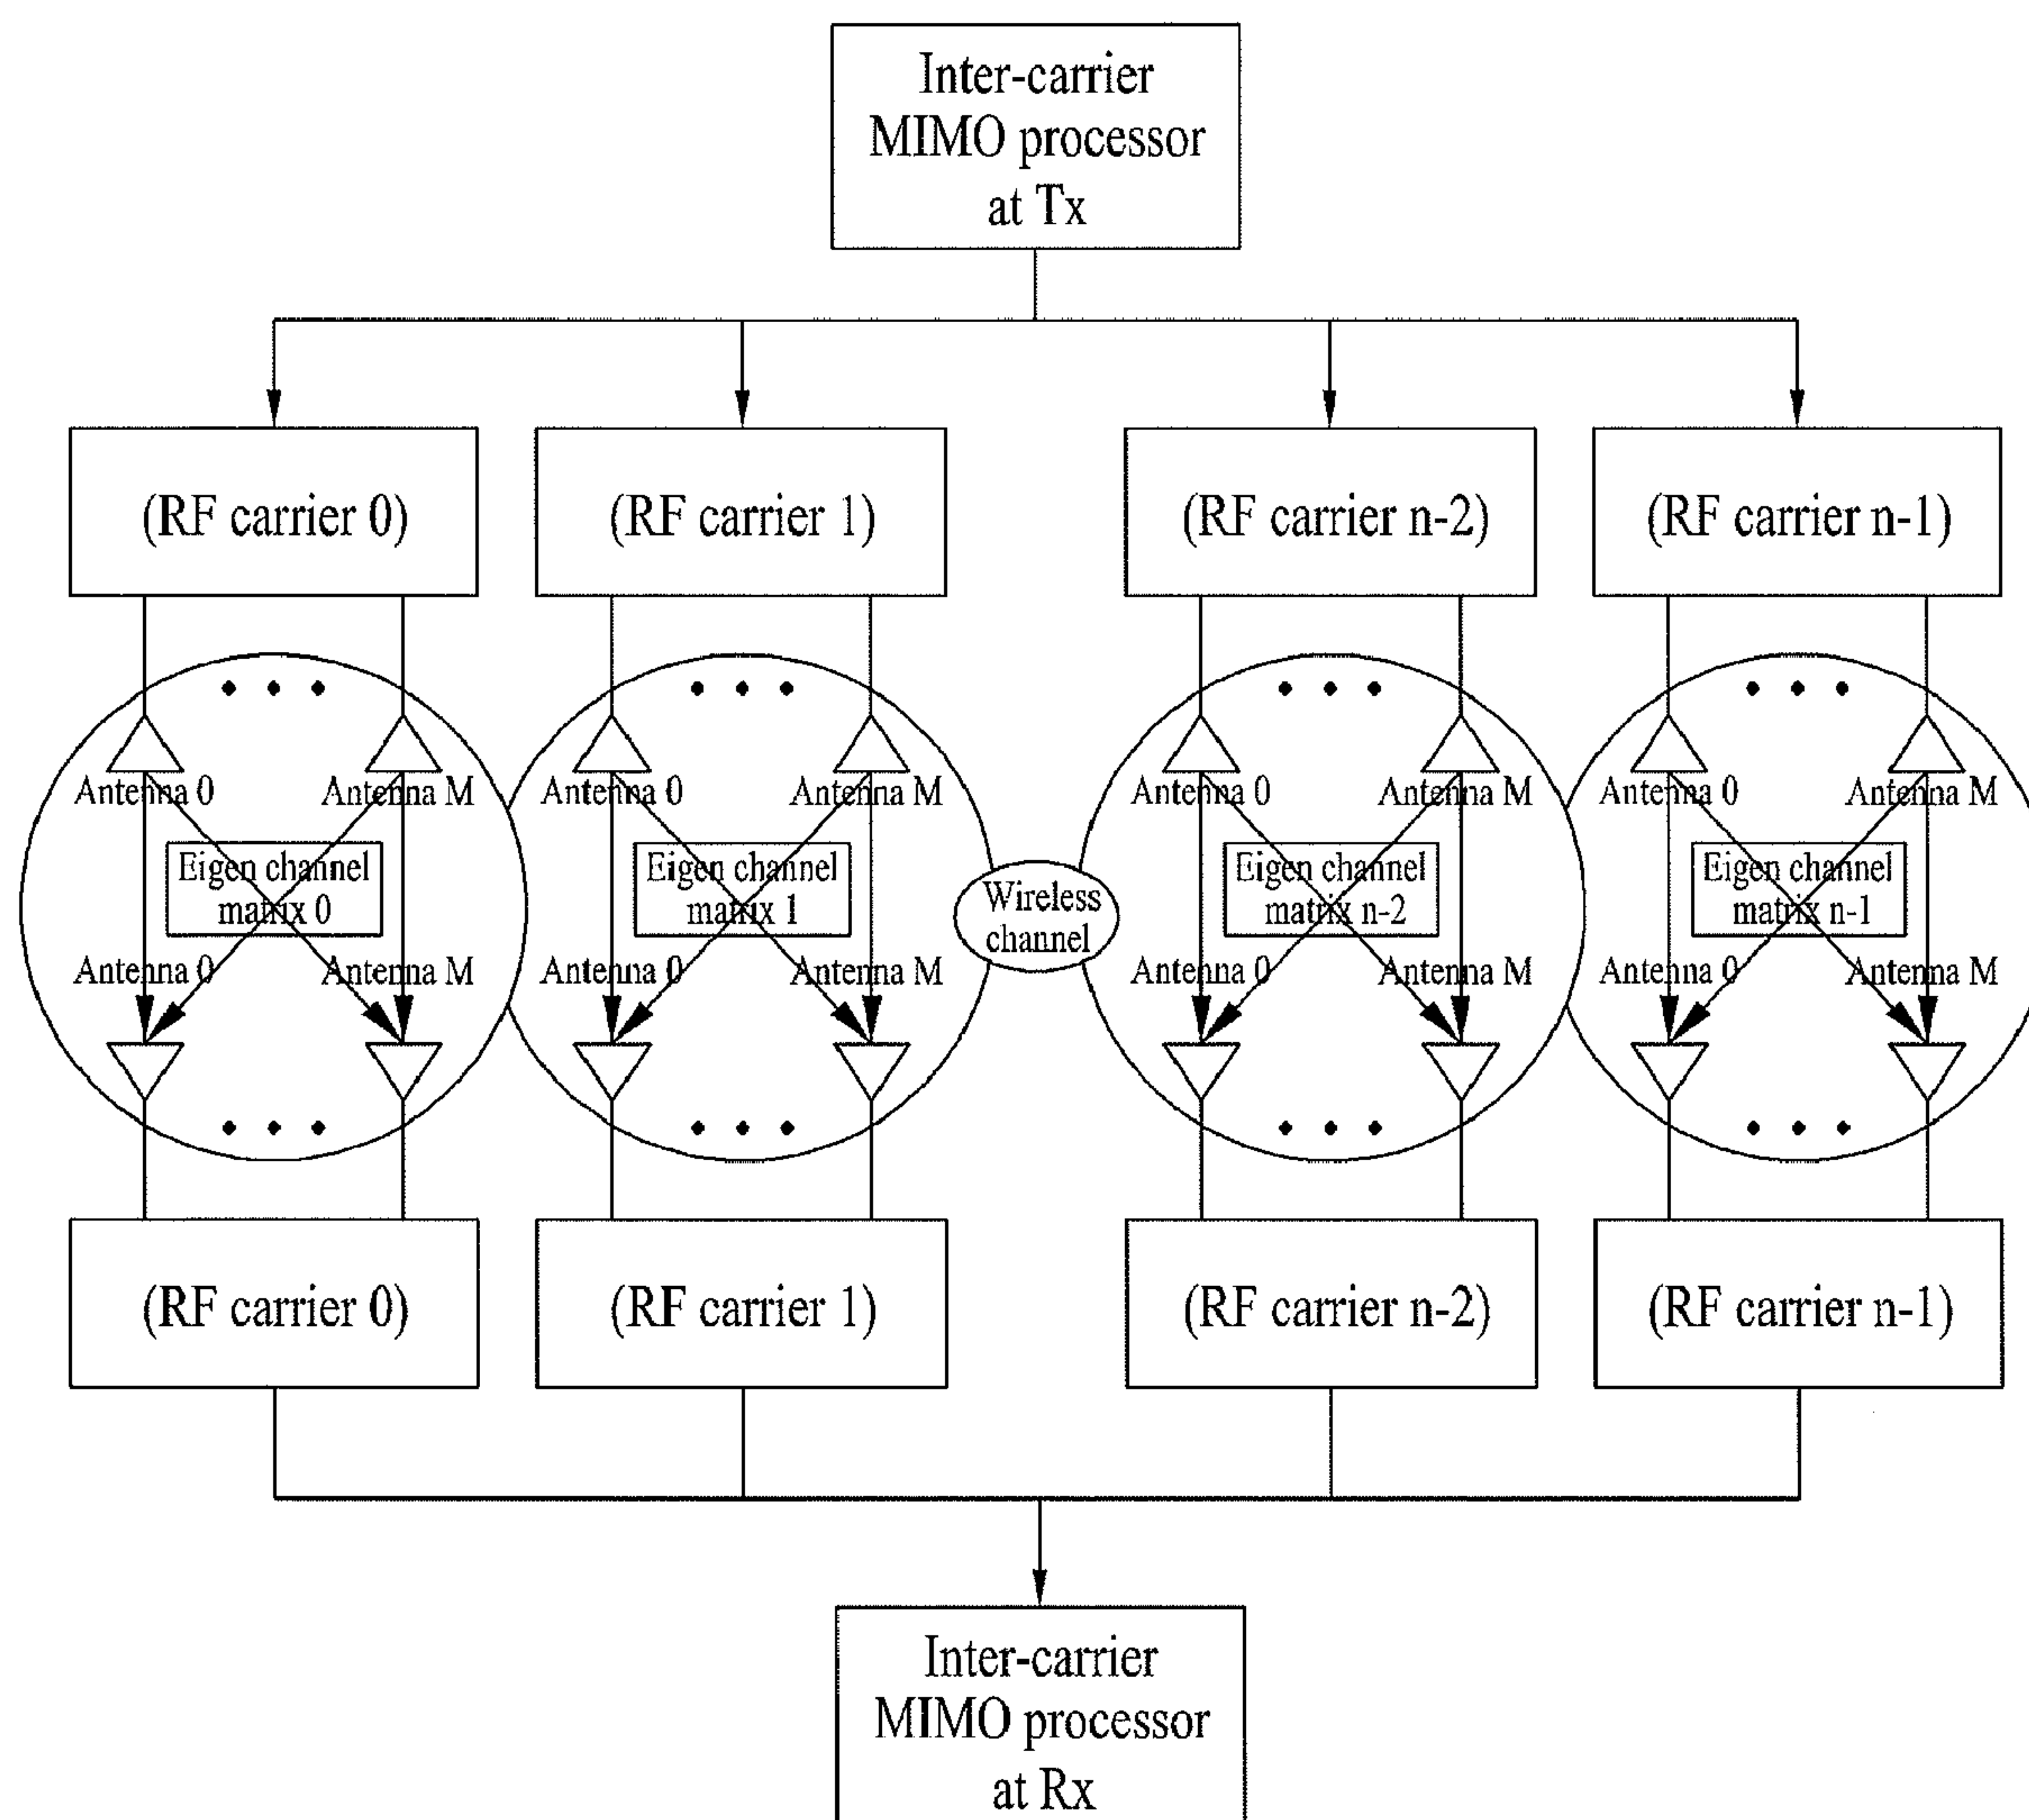 Inter-carrier
MIMO processor
at Tx
(RF carrier 0)
(RF carrier 1)
(RF carrier n-2)
(RF carrier n-1)
Antenna 0
Antenna M
Antenna 0
Antenna M
Antenna 0
Antenna M
Antenna 0
Antenna M
Eigen channel
matrix 0
Eigen channel
matrix 1
Wireless
channel
Eigen channel
matrix n-2
Eigen channel
matrix n-1
Antenna 0
Antenna M
Antenna 0
Antenna M
Antenna 0
Antenna M
Antenna 0
Antenna M
(RF carrier 0)
(RF carrier 1)
(RF carrier n-2)
(RF carrier n-1)
Inter-carrier
MIMO processor
at Rx